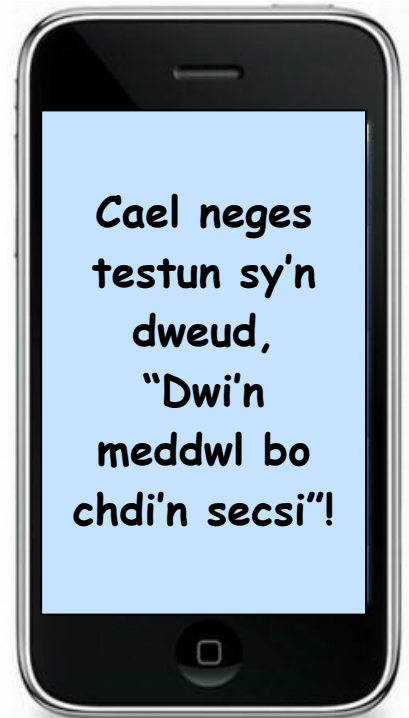 Cael neges
testun sy'n
dweud,
“Dwi'n
meddwl bo
chdi'n secsi”!